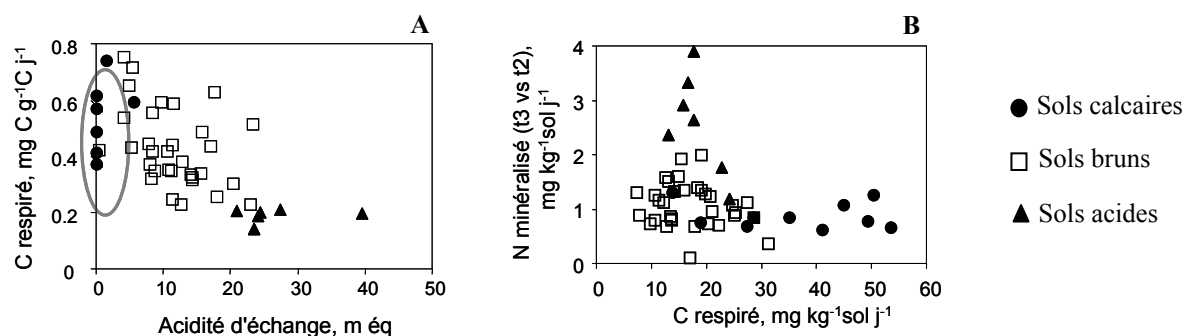 A
C respiré, mg C g-1C j-1
0.8
0.6
0.4
0.2
0
0
10
20
30
40
50
Acidité d'échange, m éq
B
N minéralisé (t3 vs t2),
mg kg-1sol j-1
4
3
2
1
0
0
10
20
30
40
50
60
C respiré, mg kg-1sol j-1
Sols calcaires
Sols bruns
Sols acides